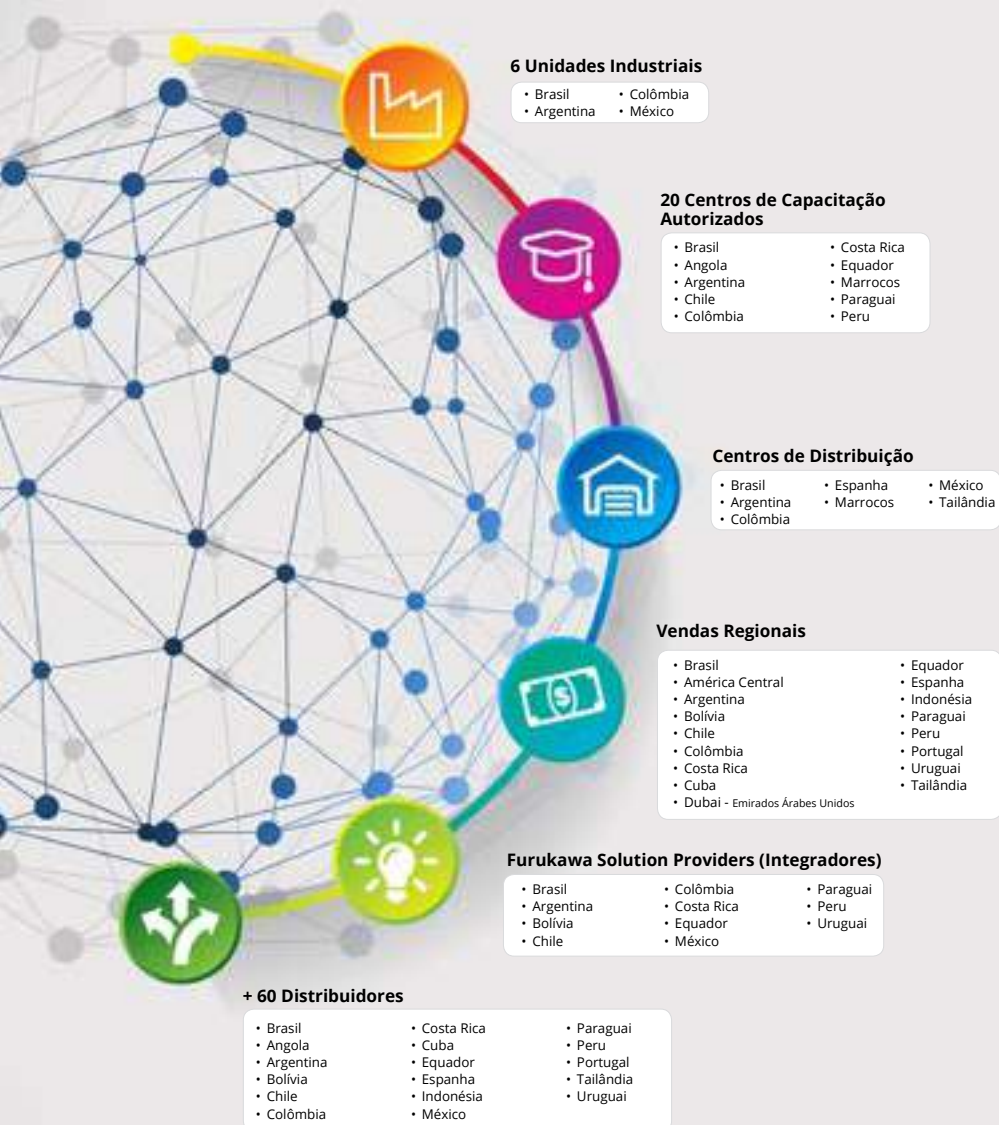 6 Unidades Industriais
• Brasil
• Argentina
• Colômbia
• México
20 Centros de Capacitação
Autorizados
• Brasil
• Angola
• Argentina
• Chile
• Colômbia
• Costa Rica
• Equador
• Marrocos
• Paraguai
• Peru
Centros de Distribuição
• Brasil
• Argentina
• Colômbia
• Espanha
• Marrocos
• México
• Tailândia
Vendas Regionais
• Brasil
• América Central
• Argentina
• Bolívia
• Chile
• Colômbia
• Costa Rica
• Cuba
• Dubai - Emirados Árabes Unidos
• Equador
• Espanha
• Indonésia
• Paraguai
• Peru
• Portugal
• Uruguai
• Tailândia
$
Furukawa Solution Providers (Integradores)
• Brasil
• Argentina
• Bolívia
• Chile
• Colômbia
• Costa Rica
• Equador
• México
• Paraguai
• Peru
• Uruguai
+ 60 Distribuidores
• Brasil
• Angola
• Argentina
• Bolívia
• Chile
• Colômbia
• Costa Rica
• Cuba
• Equador
• Espanha
• Indonésia
• México
• Paraguai
• Peru
• Portugal
• Tailândia
• Uruguai